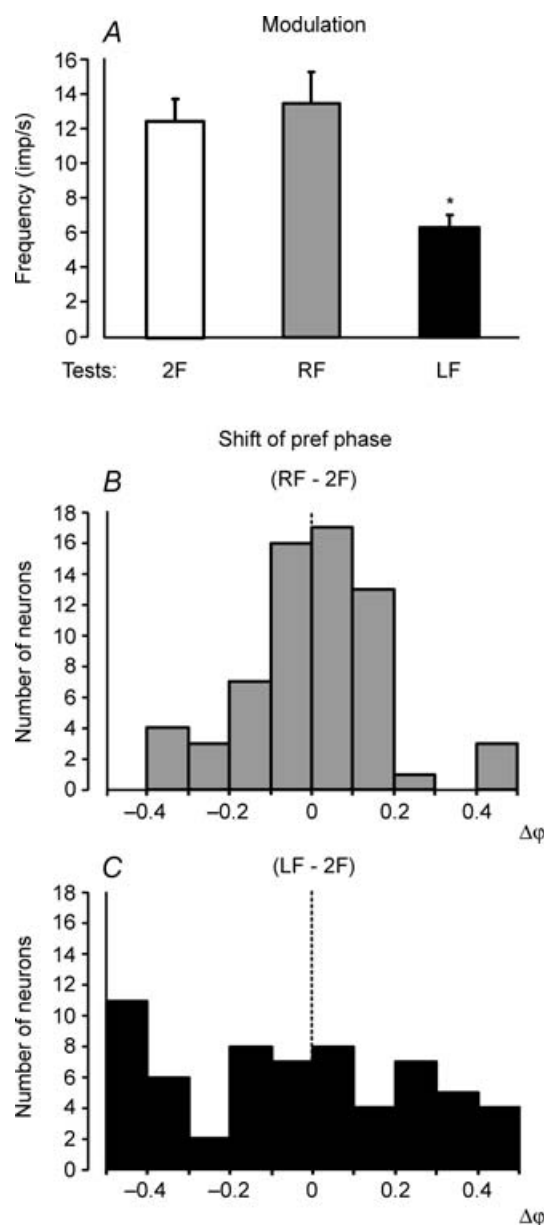 A Modulation
Frequency (imp/s)
16
14
12
10
8
6
4
2
0
*
Tests: 2F RF LF
Shift of pref phase
B (RF - 2F)
Number of neurons
18
16
14
12
10
8
6
4
2
0
–0.4 –0.2 0 0.2 0.4
Δφ
C (LF - 2F)
Number of neurons
18
16
14
12
10
8
6
4
2
0
–0.4 –0.2 0 0.2 0.4
Δφ